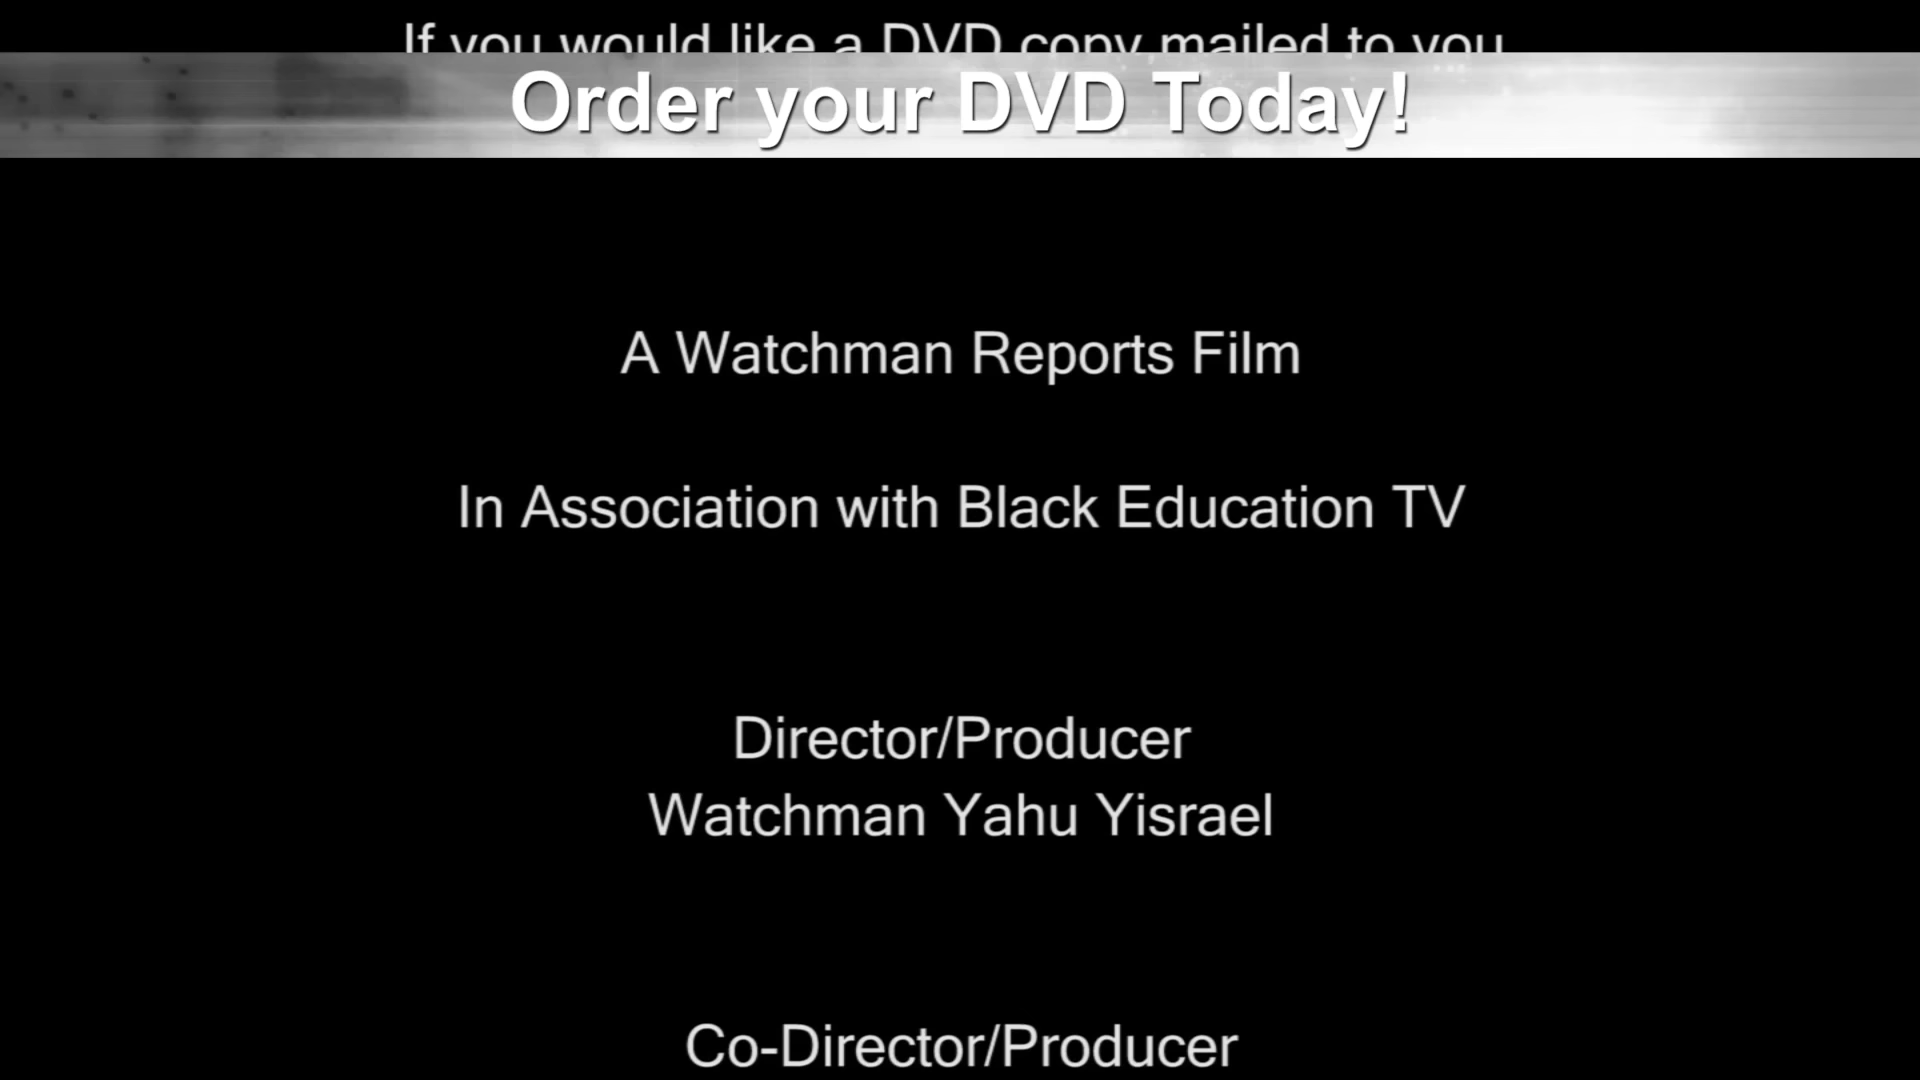 If you would like a DVD copy mailed to you
Order your DVD Today!
A Watchman Reports Film
In Association with Black Education TV
Director/Producer
Watchman Yahu Yisrael
Co-Director/Producer